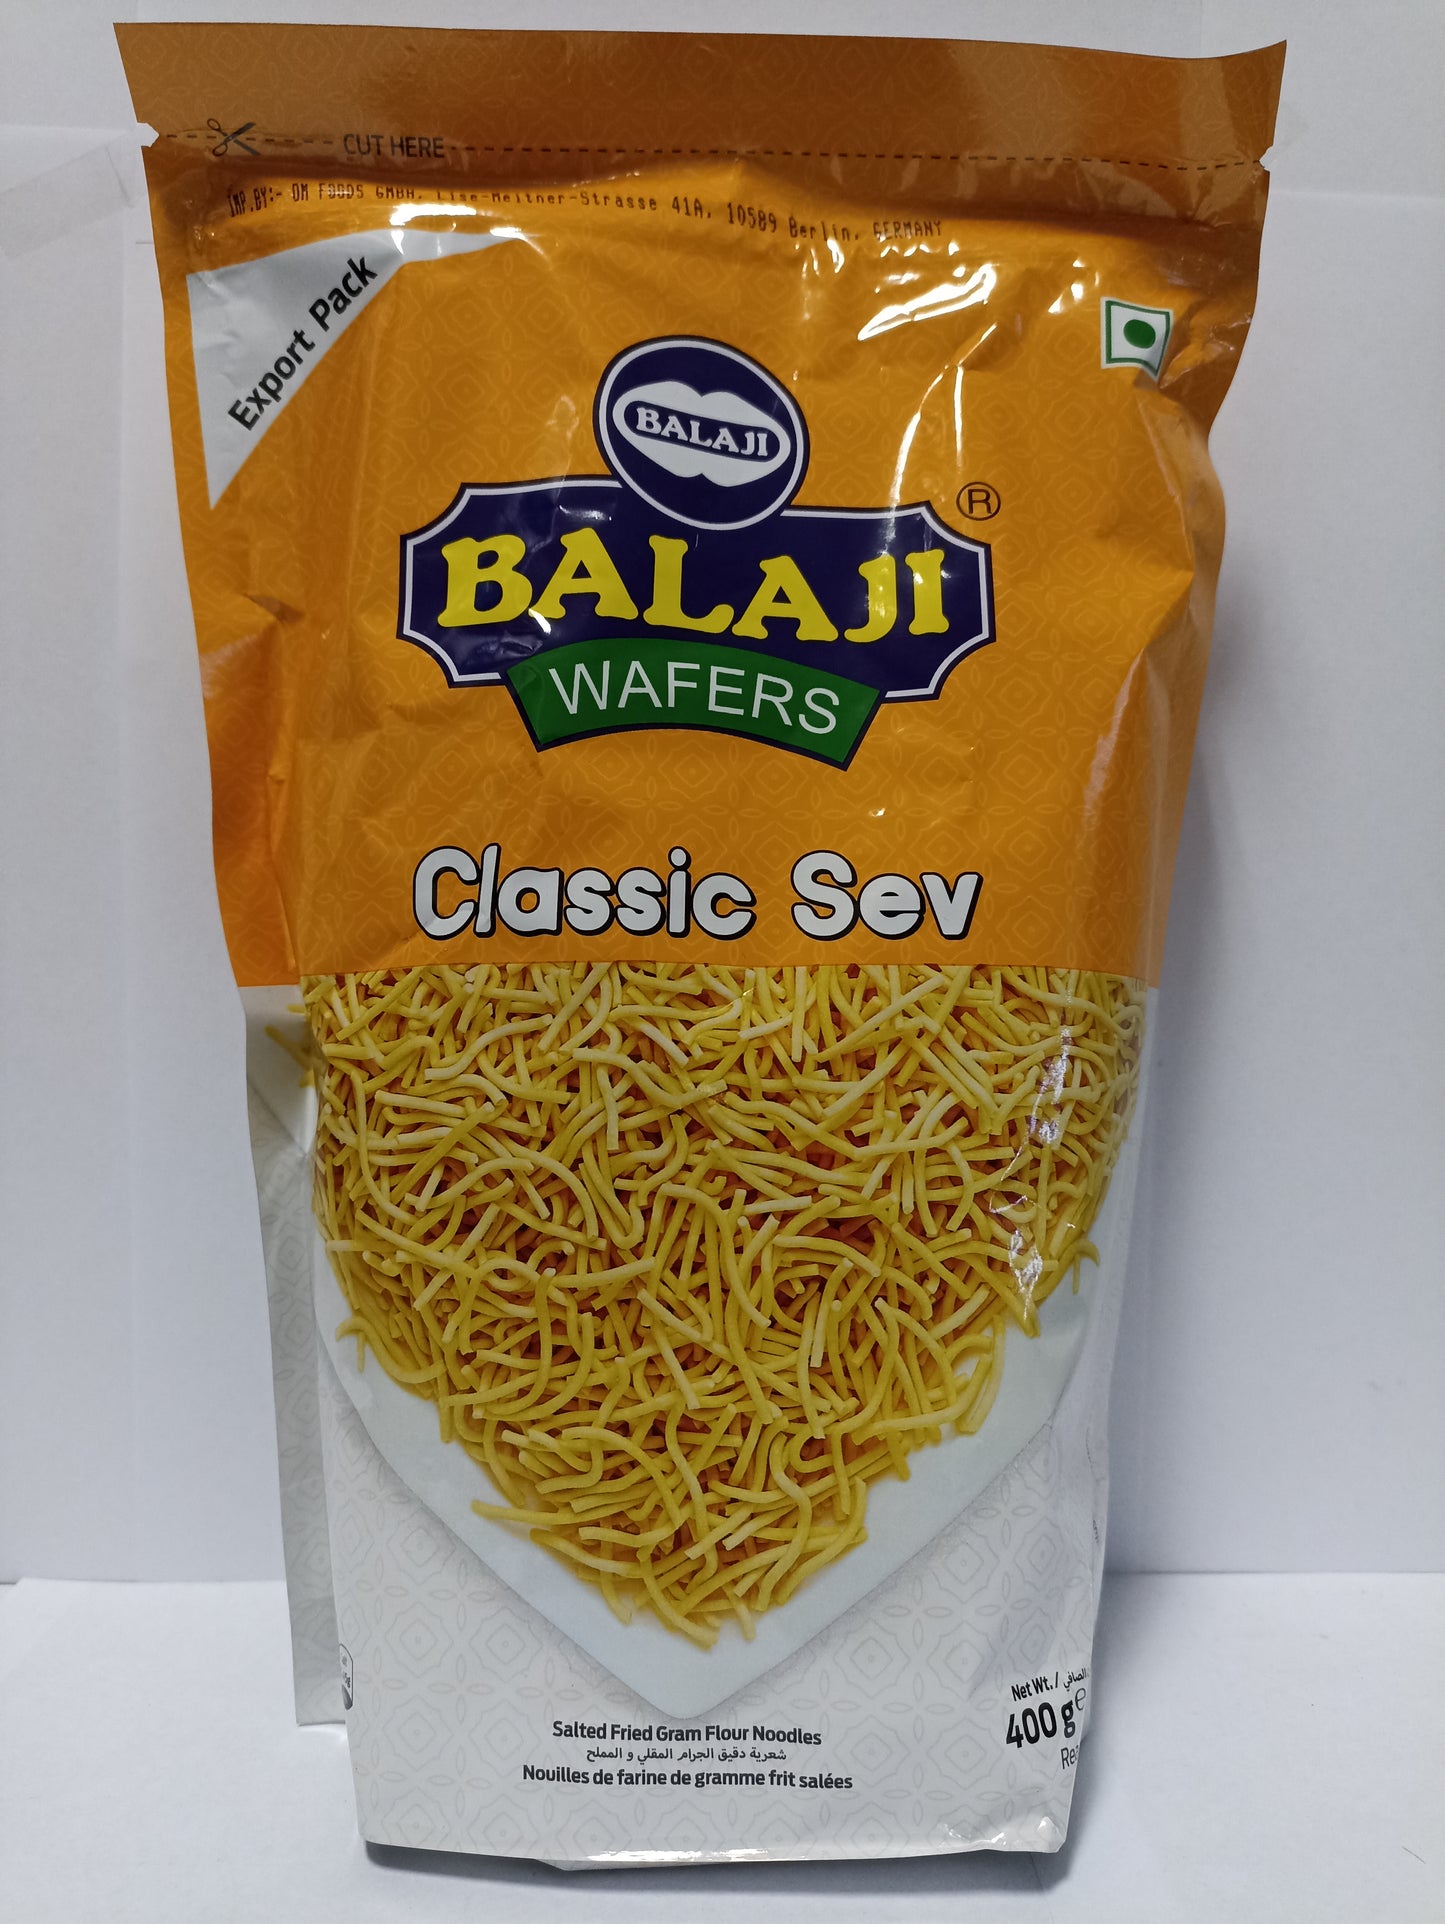 CUT HERE
IMP.BY:- OM FOODS GMBH. Lise-Meitner-Strasse 41A, 10589 Berlin, GERMANY
Export Pack
BALAJI
®
BALAJI
WAFERS
Classic Sev
Net Wt. / الصافي
400 g e
Salted Fried Gram Flour Noodles
شعرية دقيق الجرام المقلي و المملح
Nouilles de farine de gramme frit salées